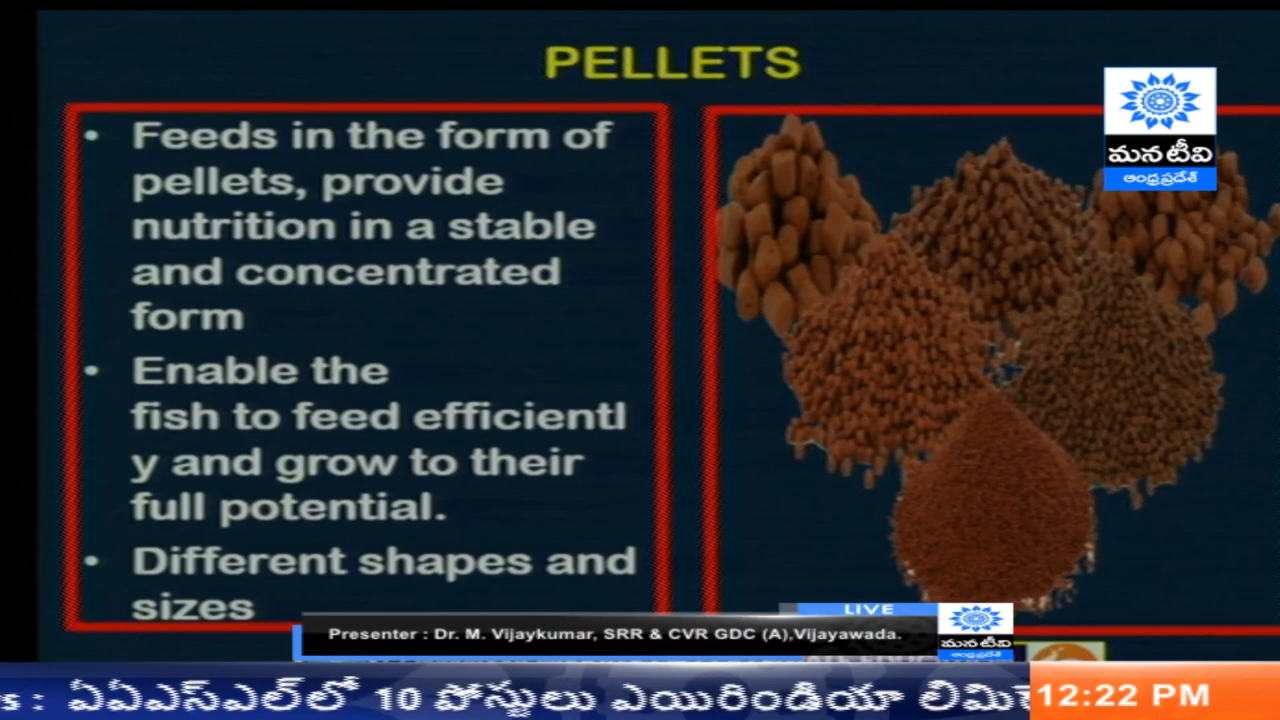 PELLETS
మన టీవి
ఆంధ్రప్రదేశ్
• Feeds in the form of
pellets, provide
nutrition in a stable
and concentrated
form
• Enable the
fish to feed efficientl
y and grow to their
full potential.
• Different shapes and
sizes
LIVE
Presenter : Dr. M. Vijaykumar, SRR & CVR GDC (A),Vijayawada.
మన టీవి
ఆంధ్రప్రదేశ్
s : ఏఏఎస్ఎల్‌లో 10 పోస్టులు ఎయిరిండియా లిమి
12:22 PM